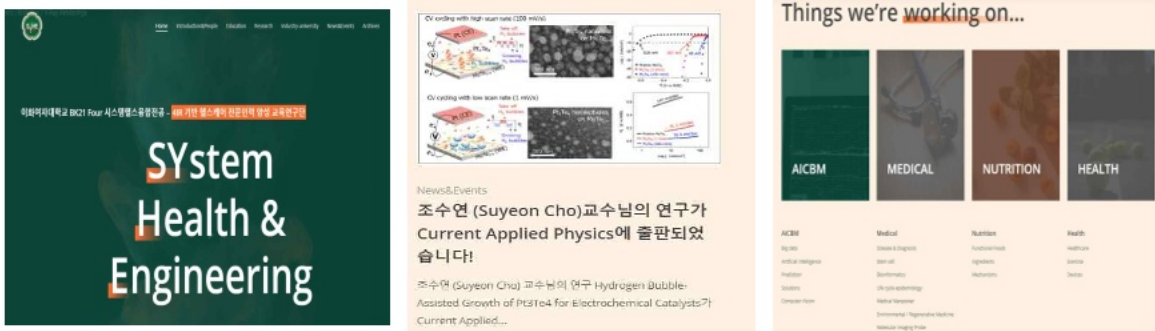 Home Introduction&People Education Research Industry-university News&Events Archives
이화여자대학교 BK21 Four 시스템헬스융합전공 – 4IR 기반 헬스케어 전문인력 양성 교육연구단
SYstem
Health &
Engineering
CV cycling with high scan rate (100 mV/s)
Pt (CE)
CV cycling with low scan rate (1 mV/s)
Pt (CE)
News&Events
조수연 (Suyeon Cho)교수님의 연구가
Current Applied Physics에 출판되었
습니다!
조수연 (Suyeon Cho) 교수님의 연구 Hydrogen Bubble-
Assisted Growth of Pt3Te4 for Electrochemical Catalysts가
Current Applied...
Things we're working on...
AICBM MEDICAL NUTRITION HEALTH
AICBM Medical Nutrition Health
Big data Disease & Diagnosis Functional Foods Healthcare
Artificial Intelligence Stem cell Ingredients Exercise
Prediction Bioinformatics Mechanisms Devices
Solutions Life cycle epidemiology
Computer Vision Medical Manpower
Environmental / Regenerative Medicine
Molecular Imaging Probe